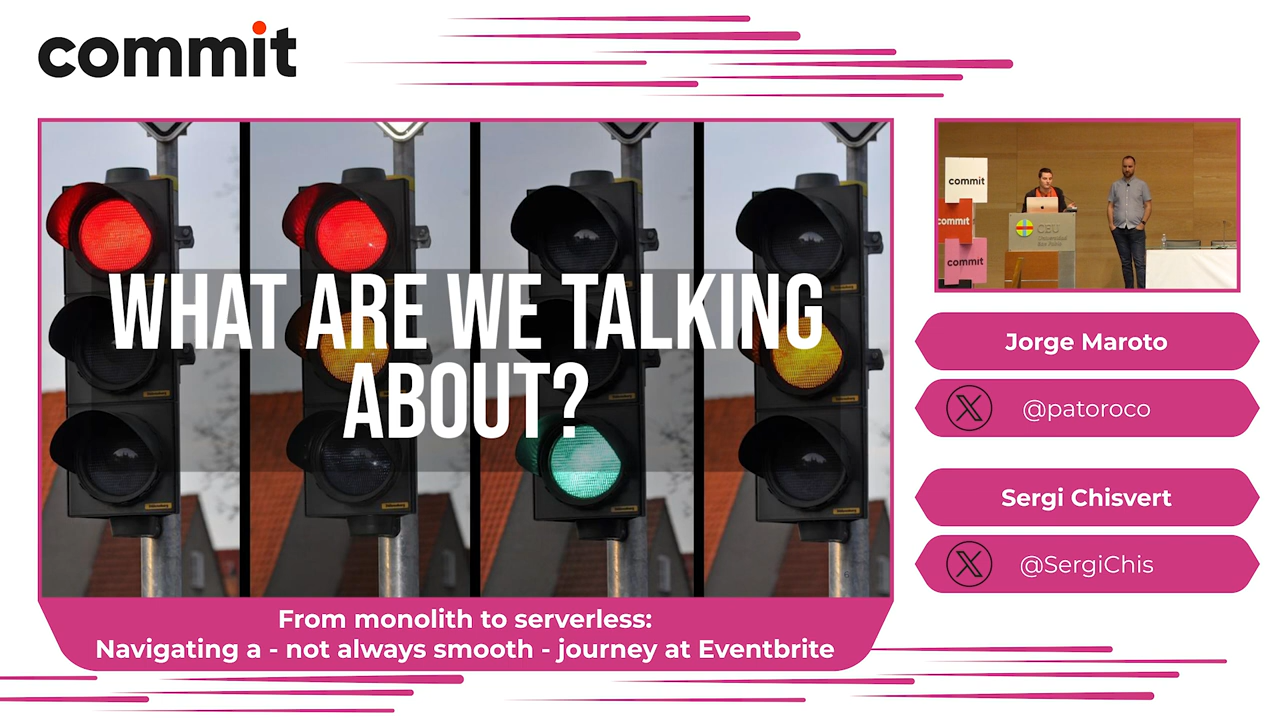 commit
WHAT ARE WE TALKING
ABOUT?
commit
commit
commit
CEU
Jorge Maroto
@patoroco
Sergi Chisvert
@SergiChis
From monolith to serverless:
Navigating a - not always smooth - journey at Eventbrite